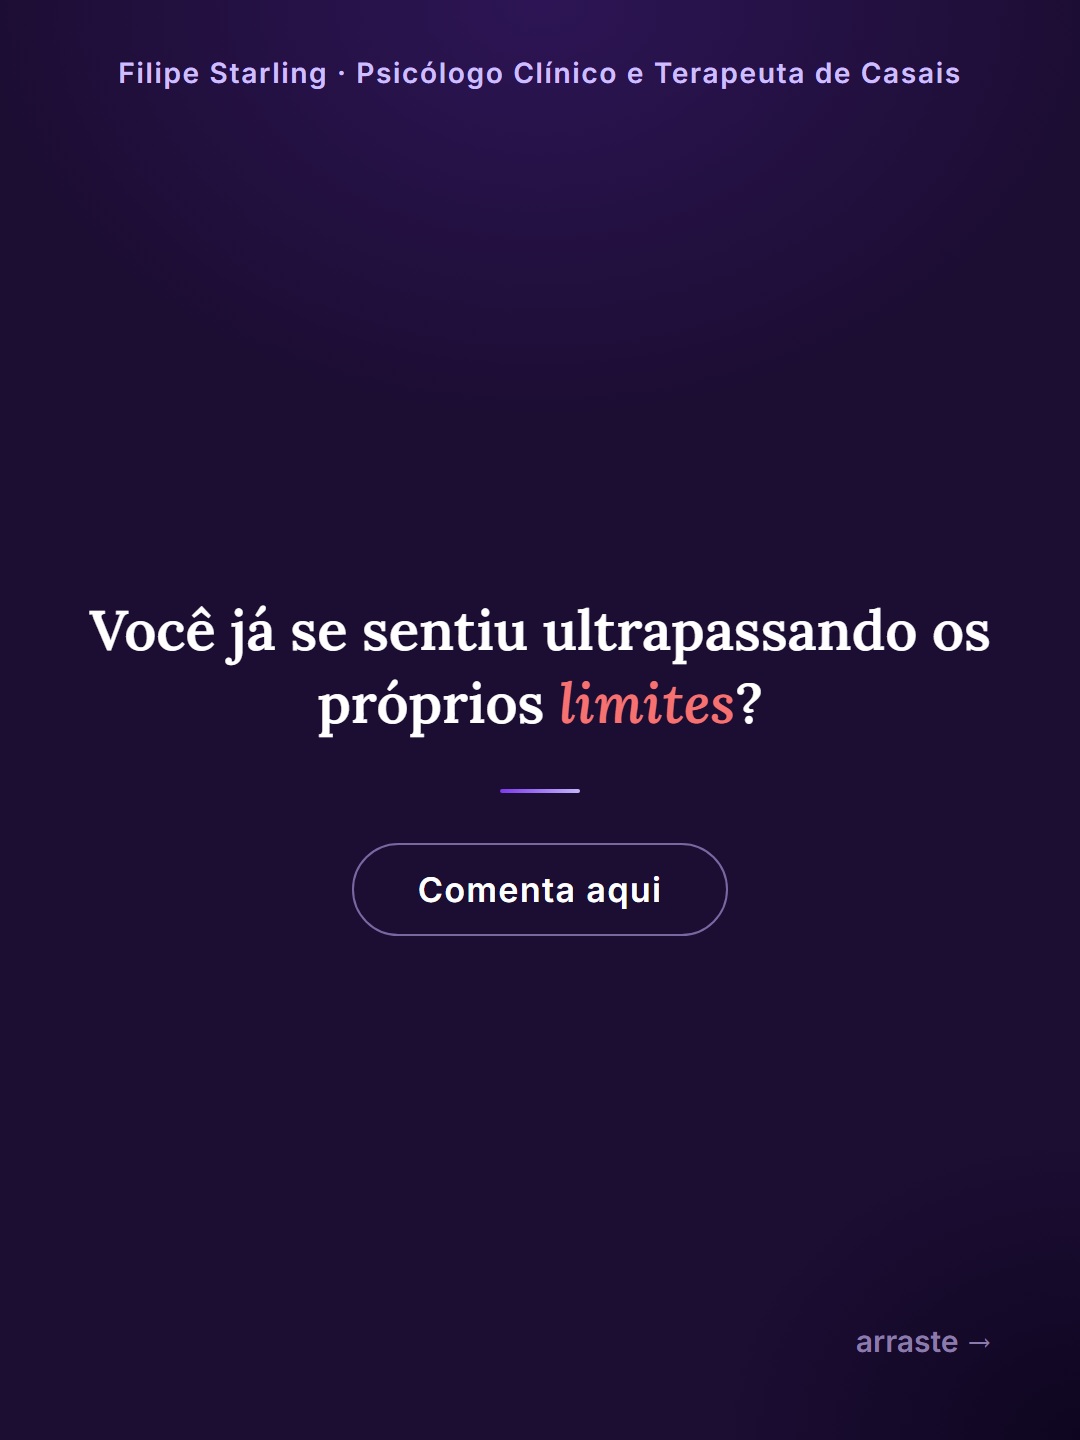 Filipe Starling · Psicólogo Clínico e Terapeuta de Casais
Você já se sentiu ultrapassando os
próprios limites?
Comenta aqui
arraste →